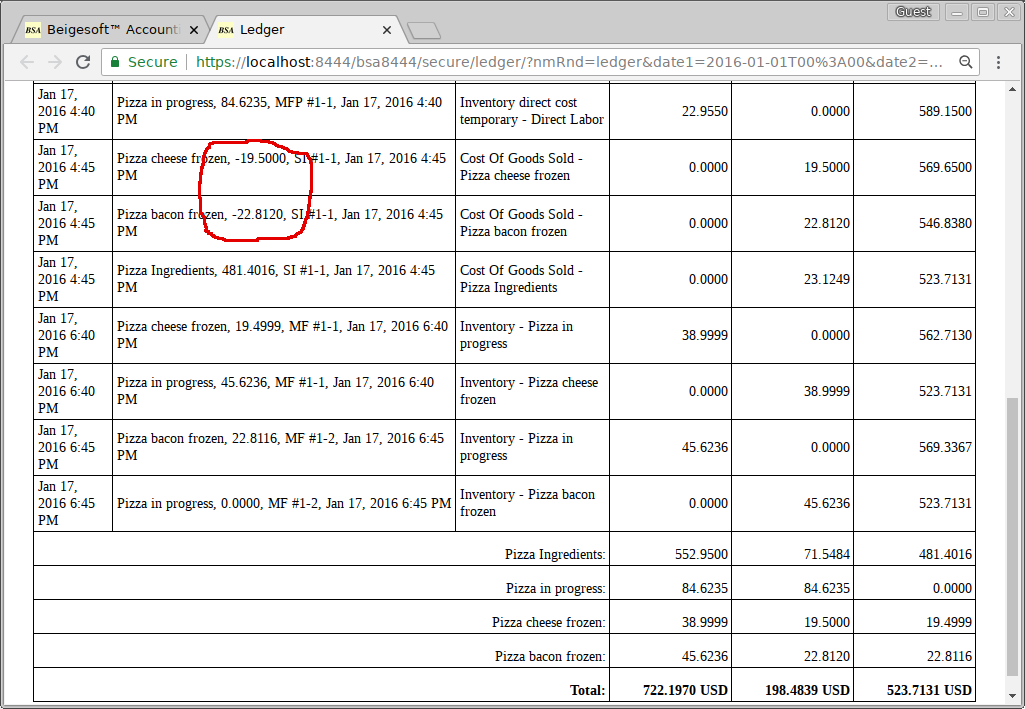 Guest
BSA Beigesoft™ Account
BSA Ledger
Secure https://localhost:8444/bsa8444/secure/ledger/?nmRnd=ledger&date1=2016-01-01T00%3A00&date2=...
Jan 17, 2016 4:40 PM Pizza in progress, 84.6235, MFP #1-1, Jan 17, 2016 4:40 PM Inventory direct cost temporary - Direct Labor 22.9550 0.0000 589.1500
Jan 17, 2016 4:45 PM Pizza cheese frozen, -19.5000, SI #1-1, Jan 17, 2016 4:45 PM Cost Of Goods Sold - Pizza cheese frozen 0.0000 19.5000 569.6500
Jan 17, 2016 4:45 PM Pizza bacon frozen, -22.8120, SI #1-1, Jan 17, 2016 4:45 PM Cost Of Goods Sold - Pizza bacon frozen 0.0000 22.8120 546.8380
Jan 17, 2016 4:45 PM Pizza Ingredients, 481.4016, SI #1-1, Jan 17, 2016 4:45 PM Cost Of Goods Sold - Pizza Ingredients 0.0000 23.1249 523.7131
Jan 17, 2016 6:40 PM Pizza cheese frozen, 19.4999, MF #1-1, Jan 17, 2016 6:40 PM Inventory - Pizza in progress 38.9999 0.0000 562.7130
Jan 17, 2016 6:40 PM Pizza in progress, 45.6236, MF #1-1, Jan 17, 2016 6:40 PM Inventory - Pizza cheese frozen 0.0000 38.9999 523.7131
Jan 17, 2016 6:45 PM Pizza bacon frozen, 22.8116, MF #1-2, Jan 17, 2016 6:45 PM Inventory - Pizza in progress 45.6236 0.0000 569.3367
Jan 17, 2016 6:45 PM Pizza in progress, 0.0000, MF #1-2, Jan 17, 2016 6:45 PM Inventory - Pizza bacon frozen 0.0000 45.6236 523.7131
Pizza Ingredients: 552.9500 71.5484 481.4016
Pizza in progress: 84.6235 84.6235 0.0000
Pizza cheese frozen: 38.9999 19.5000 19.4999
Pizza bacon frozen: 45.6236 22.8120 22.8116
Total: 722.1970 USD 198.4839 USD 523.7131 USD